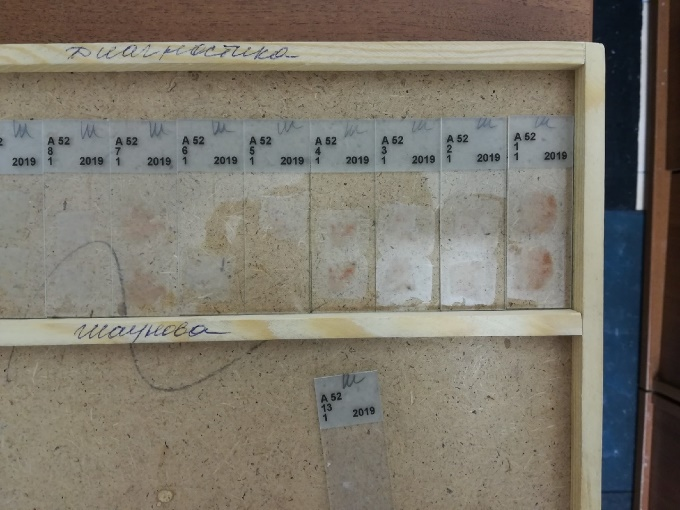 Диагностика
Ш Ш Ш Ш Ш Ш Ш Ш
A 52 A 52 A 52 A 52 A 52 A 52 A 52 A 52
8 7 6 5 4 3 2 1
2019 1 2019 1 2019 1 2019 1 2019 1 2019 1 2019 1 2019 1 2019
Шаунова
Ш
A 52
13
1 2019